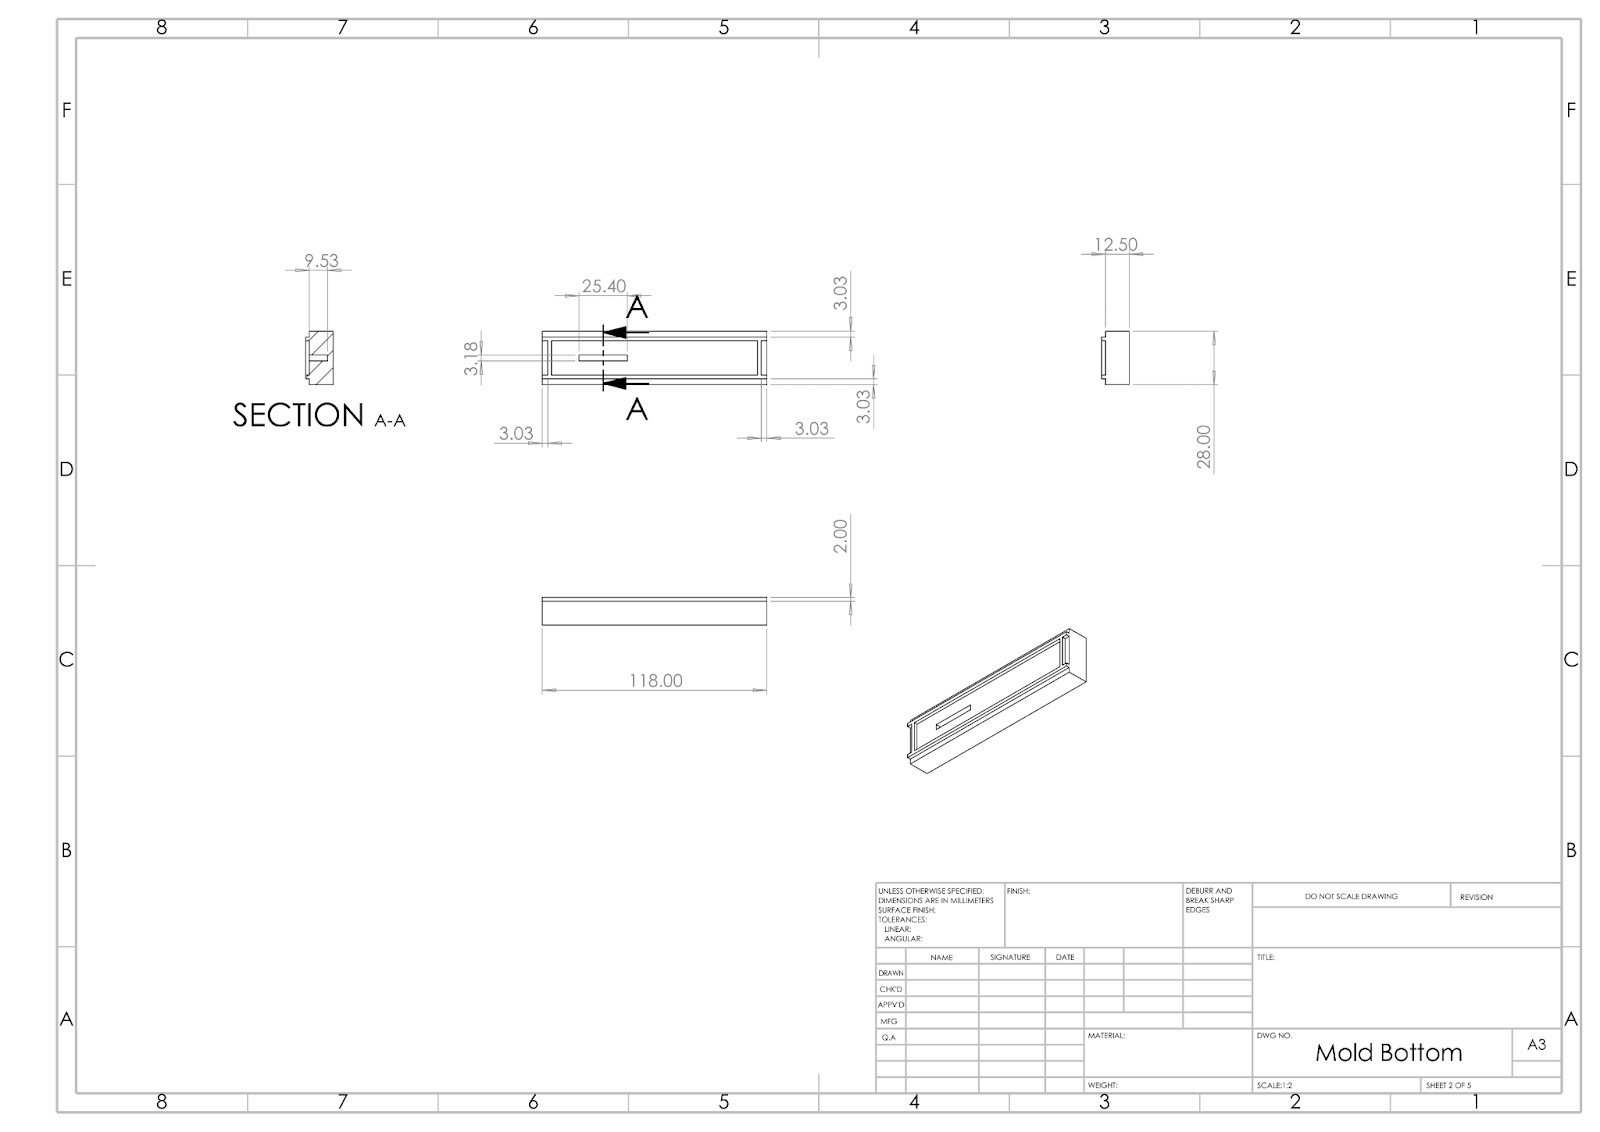 8 7 6 5 4 3 2 1
F F
9.53
25.40
A
3.03
12.50
E E
3.18
SECTION A-A
A
3.03
3.03
3.03
28.00
D D
2.00
118.00
C C
B B
UNLESS OTHERWISE SPECIFIED:
DIMENSIONS ARE IN MILLIMETERS
SURFACE FINISH:
TOLERANCES:
LINEAR:
ANGULAR:
FINISH:
DEBURR AND
BREAK SHARP
EDGES
DO NOT SCALE DRAWING
REVISION
NAME SIGNATURE DATE
TITLE:
DRAWN
CHK'D
APPV'D
MFG
Q.A
MATERIAL:
DWG NO.
Mold Bottom
A3
WEIGHT:
SCALE:1:2
SHEET 2 OF 5
A A
8 7 6 5 4 3 2 1